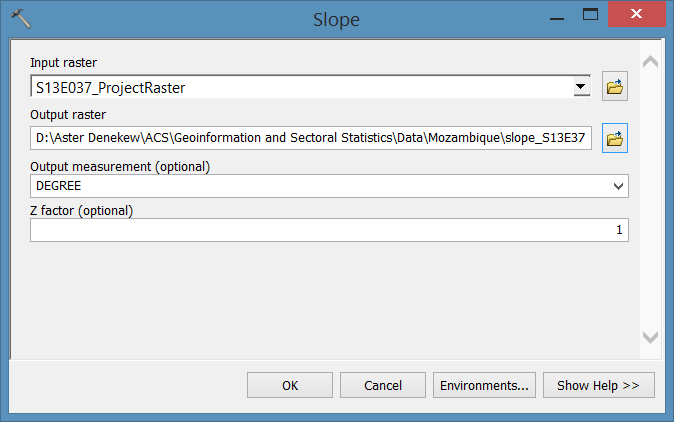 Slope
Input raster
S13E037_ProjectRaster
Output raster
D:\Aster Denekew\ACS\Geoinformation and Sectoral Statistics\Data\Mozambique\slope_S13E37
Output measurement (optional)
DEGREE
Z factor (optional)
1
OK Cancel Environments... Show Help >>